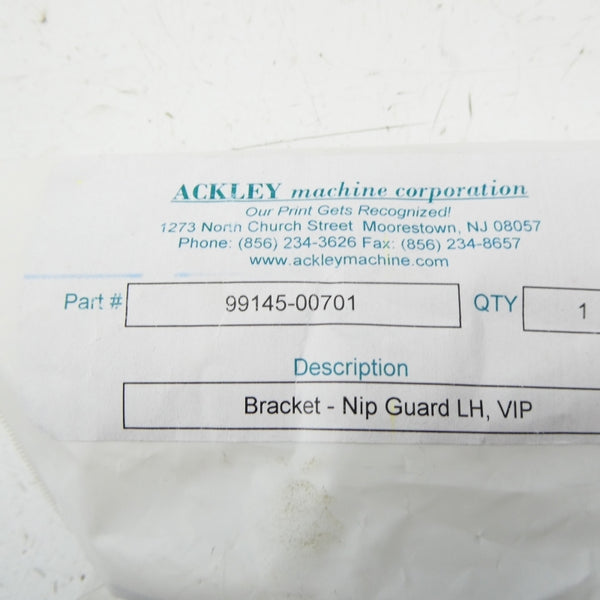 ACKLEY machine corporation
Our Print Gets Recognized!
1273 North Church Street Moorestown, NJ 08057
Phone: (856) 234-3626 Fax: (856) 234-8657
www.ackleymachine.com
Part # 99145-00701 QTY 1
Description
Bracket - Nip Guard LH, VIP